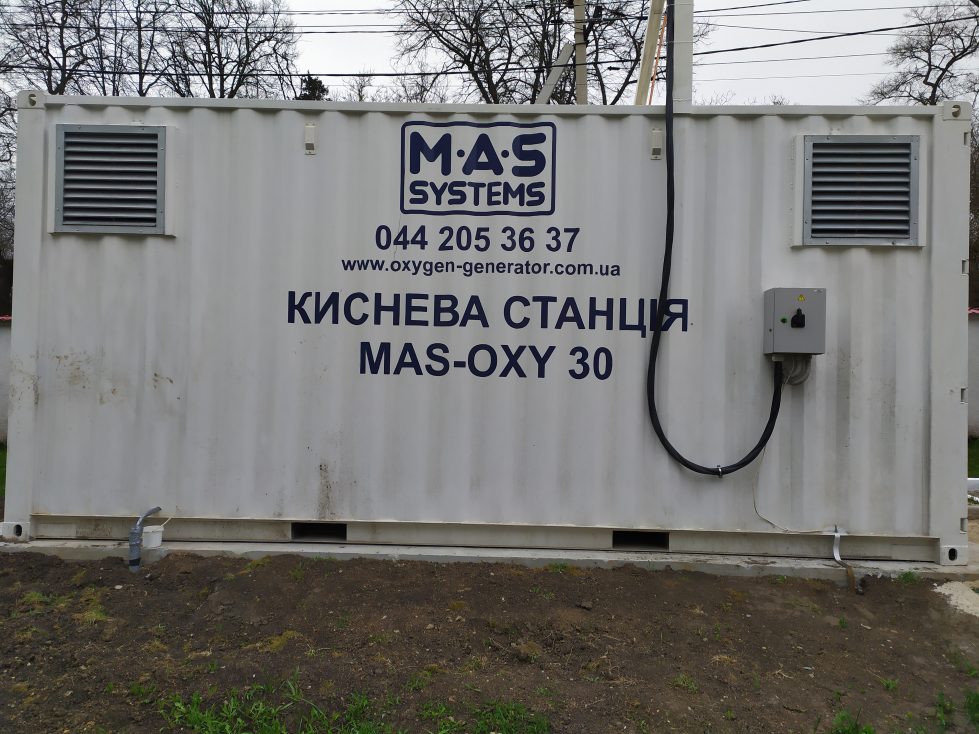 M·A·S
SYSTEMS
044 205 36 37
www.oxygen-generator.com.ua
КИСНЕВА СТАНЦІЯ
MAS-OXY 30